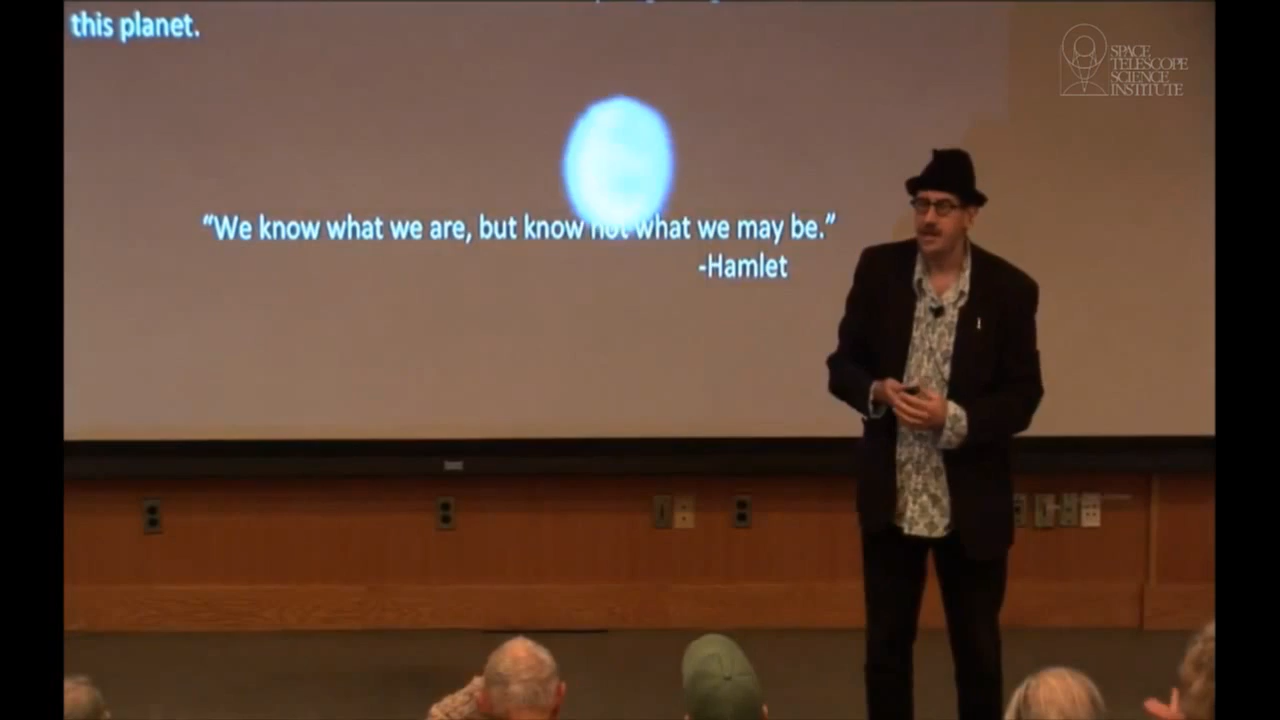 this planet.
SPACE
TELESCOPE
SCIENCE
INSTITUTE
“We know what we are, but know not what we may be.”
-Hamlet